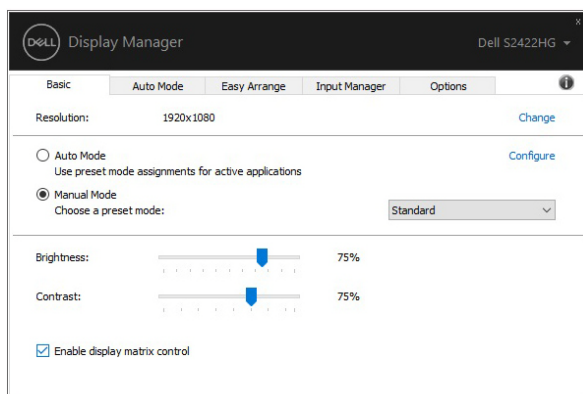 x
DELL Display Manager Dell S2422HG
Basic Auto Mode Easy Arrange Input Manager Options i
Resolution: 1920x1080 Change
Auto Mode Configure
Use preset mode assignments for active applications
Manual Mode
Choose a preset mode: Standard
Brightness: 75%
Contrast: 75%
Enable display matrix control